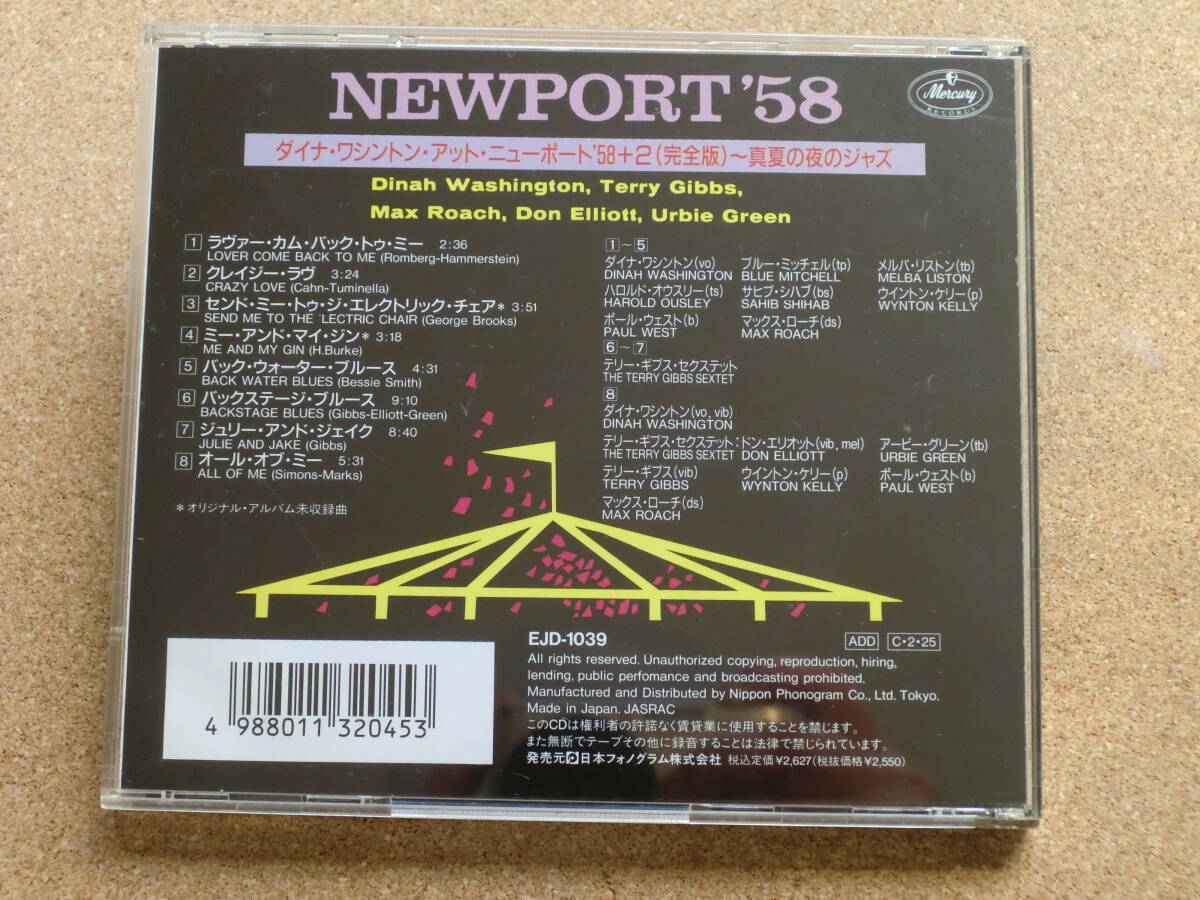 NEWPORT '58
Mercury
RECORDS
ダイナ・ワシントン・アット・ニューポート'58+2(完全版)～真夏の夜のジャズ
Dinah Washington, Terry Gibbs,
Max Roach, Don Elliott, Urbie Green
1 ラヴァー・カム・バック・トゥ・ミー 2:36
LOVER COME BACK TO ME (Romberg-Hammerstein)
2 クレイジー・ラヴ 3:24
CRAZY LOVE (Cahn-Tuminella)
3 センド・ミー・トゥ・ジ・エレクトリック・チェア* 3:51
SEND ME TO THE 'LECTRIC CHAIR (George Brooks)
4 ミー・アンド・マイ・ジン* 3:18
ME AND MY GIN (H.Burke)
5 バック・ウォーター・ブルース 4:31
BACK WATER BLUES (Bessie Smith)
6 バックステージ・ブルース 9:10
BACKSTAGE BLUES (Gibbs-Elliott-Green)
7 ジュリー・アンド・ジェイク 8:40
JULIE AND JAKE (Gibbs)
8 オール・オブ・ミー 5:31
ALL OF ME (Simons-Marks)
*オリジナル・アルバム未収録曲
1～5
ダイナ・ワシントン(vo) ブルー・ミッチェル(tp) メルバ・リストン(tb)
DINAH WASHINGTON BLUE MITCHELL MELBA LISTON
ハロルド・オウスリー(ts) サヒブ・シハブ(bs) ウイントン・ケリー(p)
HAROLD OUSLEY SAHIB SHIHAB WYNTON KELLY
ポール・ウェスト(b) マックス・ローチ(ds)
PAUL WEST MAX ROACH
6～7
テリー・ギブス・セクステット
THE TERRY GIBBS SEXTET
8
ダイナ・ワシントン(vo, vib)
DINAH WASHINGTON
テリー・ギブス・セクステット:ドン・エリオット(vib, mel) アービー・グリーン(tb)
THE TERRY GIBBS SEXTET DON ELLIOTT URBIE GREEN
テリー・ギブス(vib) ウイントン・ケリー(p) ポール・ウェスト(b)
TERRY GIBBS WYNTON KELLY PAUL WEST
マックス・ローチ(ds)
MAX ROACH
4 988011 320453
EJD-1039 ADD C・2・25
All rights reserved. Unauthorized copying, reproduction, hiring,
lending, public perfomance and broadcasting prohibited.
Manufactured and Distributed by Nippon Phonogram Co., Ltd. Tokyo.
Made in Japan. JASRAC
このCDは権利者の許諾なく賃貸業に使用することを禁じます。
また無断でテープその他に録音することは法律で禁じられています。
発売元 日本フォノグラム株式会社 税込定価¥2,627(税抜価格¥2,550)